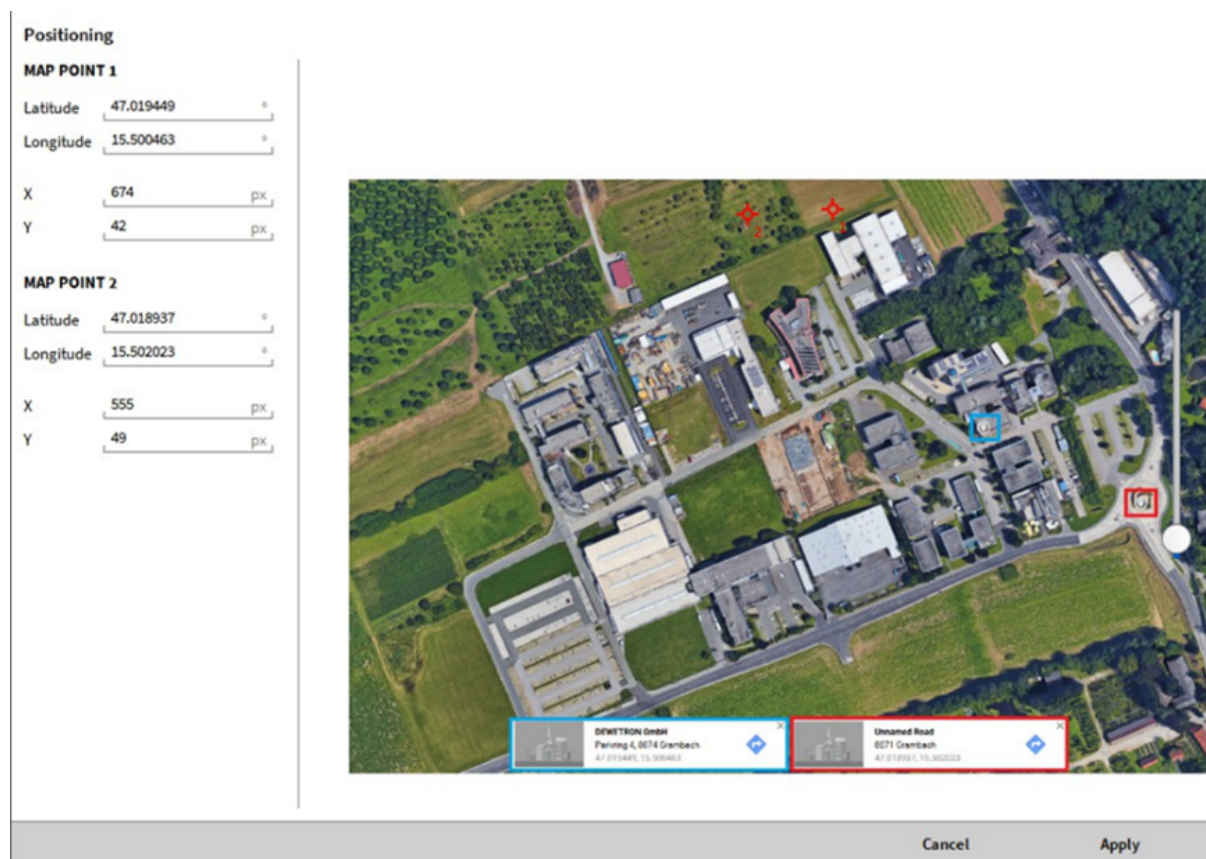 Positioning
MAP POINT 1
Latitude 47.019449 °
Longitude 15.500463 °
X 674 px
Y 42 px
MAP POINT 2
Latitude 47.018937 °
Longitude 15.502023 °
X 555 px
Y 49 px
2
1
DEWETRON GmbH
Parkring 4, 8074 Grambach
47.019449, 15.500463
Unnamed Road
8071 Grambach
47.018937, 15.502023
Cancel Apply